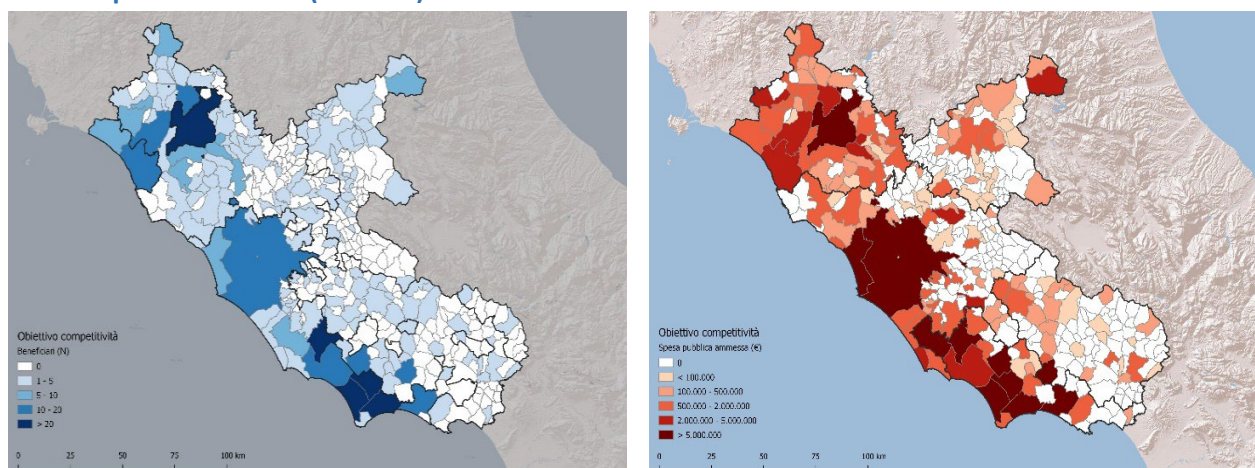 Obiettivo competitività
Beneficiari (N)
0
1 - 5
5 - 10
10 - 20
> 20
0 25 50 75 100 km
Obiettivo competitività
Spesa pubblica ammessa (€)
0
< 100.000
100.000 - 500.000
500.000 - 2.000.000
2.000.000 - 5.000.000
> 5.000.000
0 25 50 75 100 km